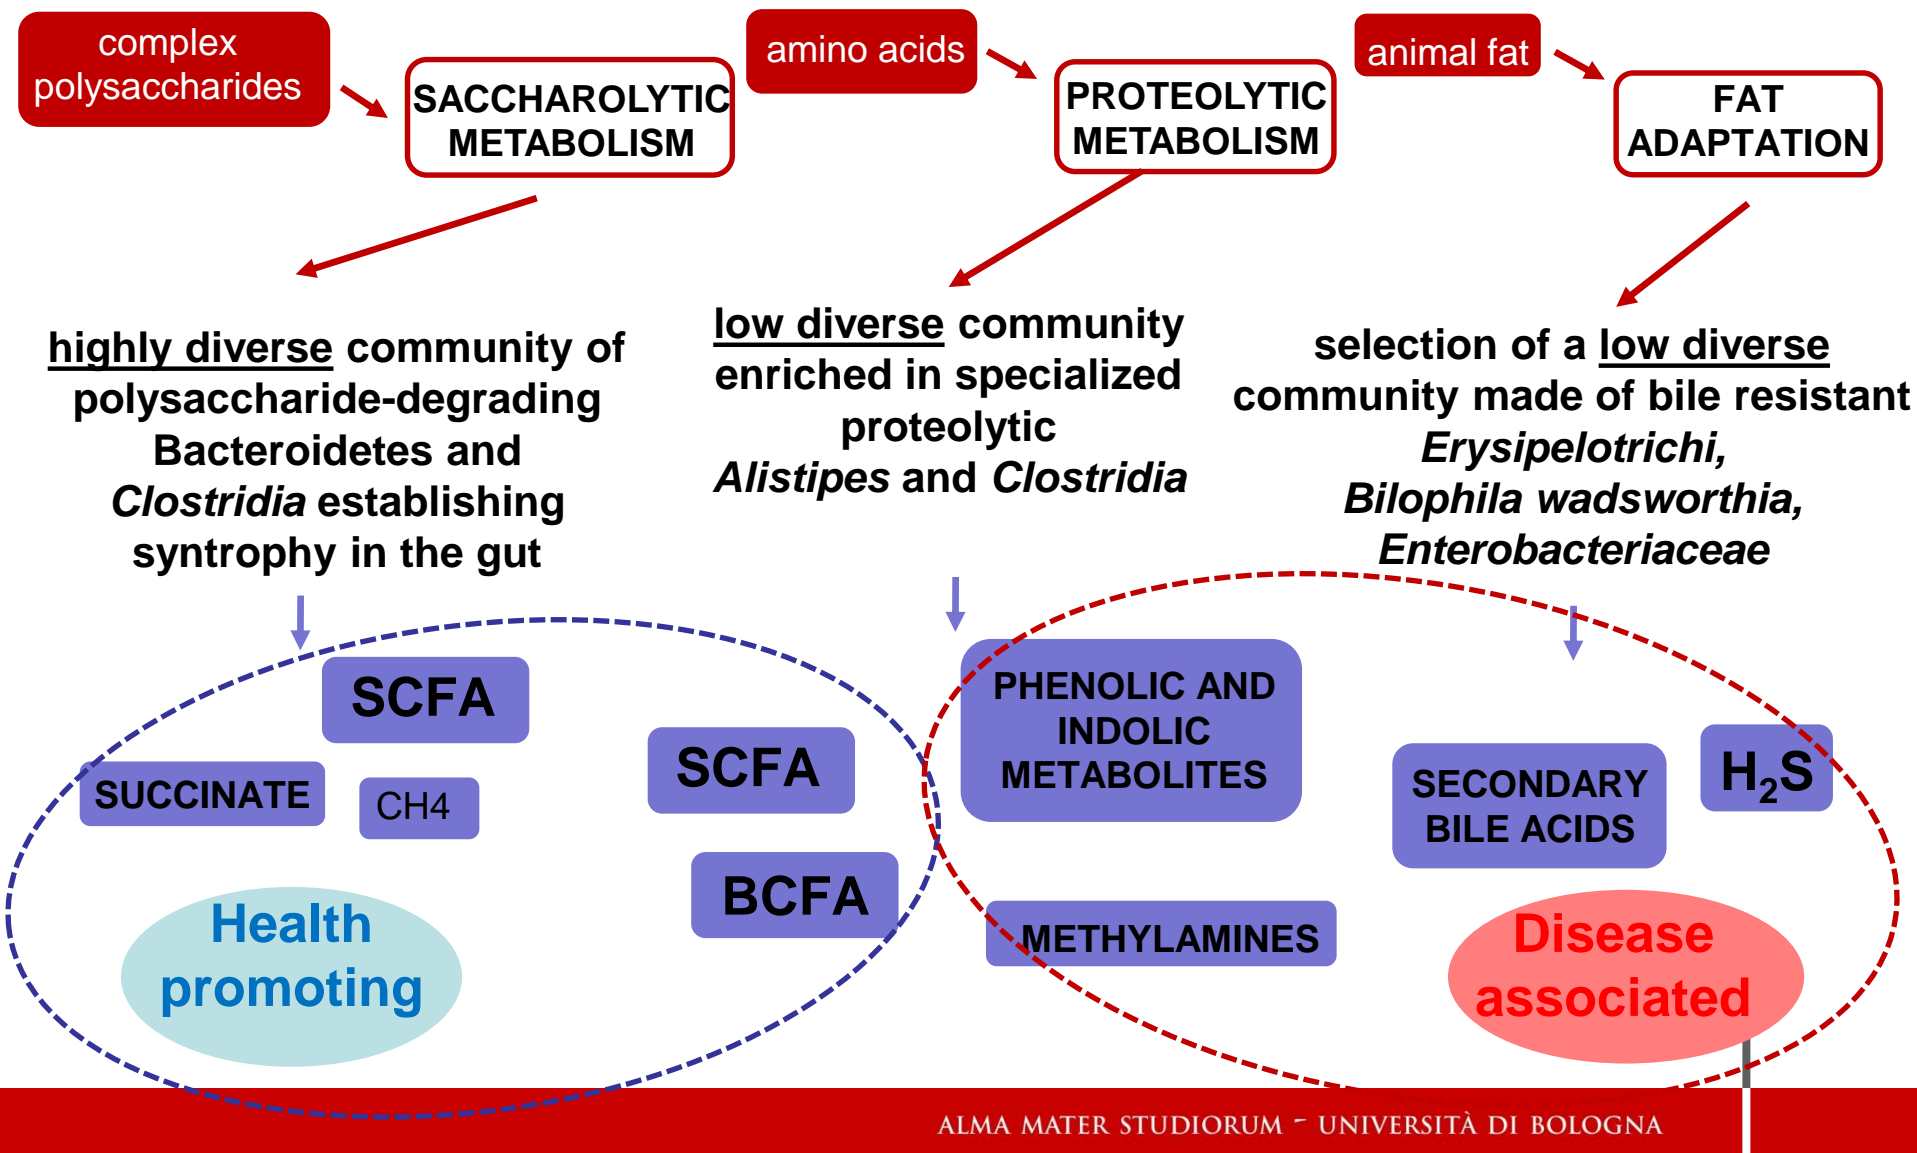 complex
polysaccharides
SACCHAROLYTIC
METABOLISM
amino acids
PROTEOLYTIC
METABOLISM
animal fat
FAT
ADAPTATION
highly diverse community of
polysaccharide-degrading
Bacteroidetes and
Clostridia establishing
syntrophy in the gut
low diverse community
enriched in specialized
proteolytic
Alistipes and Clostridia
selection of a low diverse
community made of bile resistant
Erysipelotrichi,
Bilophila wadsworthia,
Enterobacteriaceae
SCFA
SUCCINATE
CH4
SCFA
BCFA
Health
promoting
PHENOLIC AND
INDOLIC
METABOLITES
METHYLAMINES
SECONDARY
BILE ACIDS
H₂S
Disease
associated
ALMA MATER STUDIORUM ~ UNIVERSITÀ DI BOLOGNA